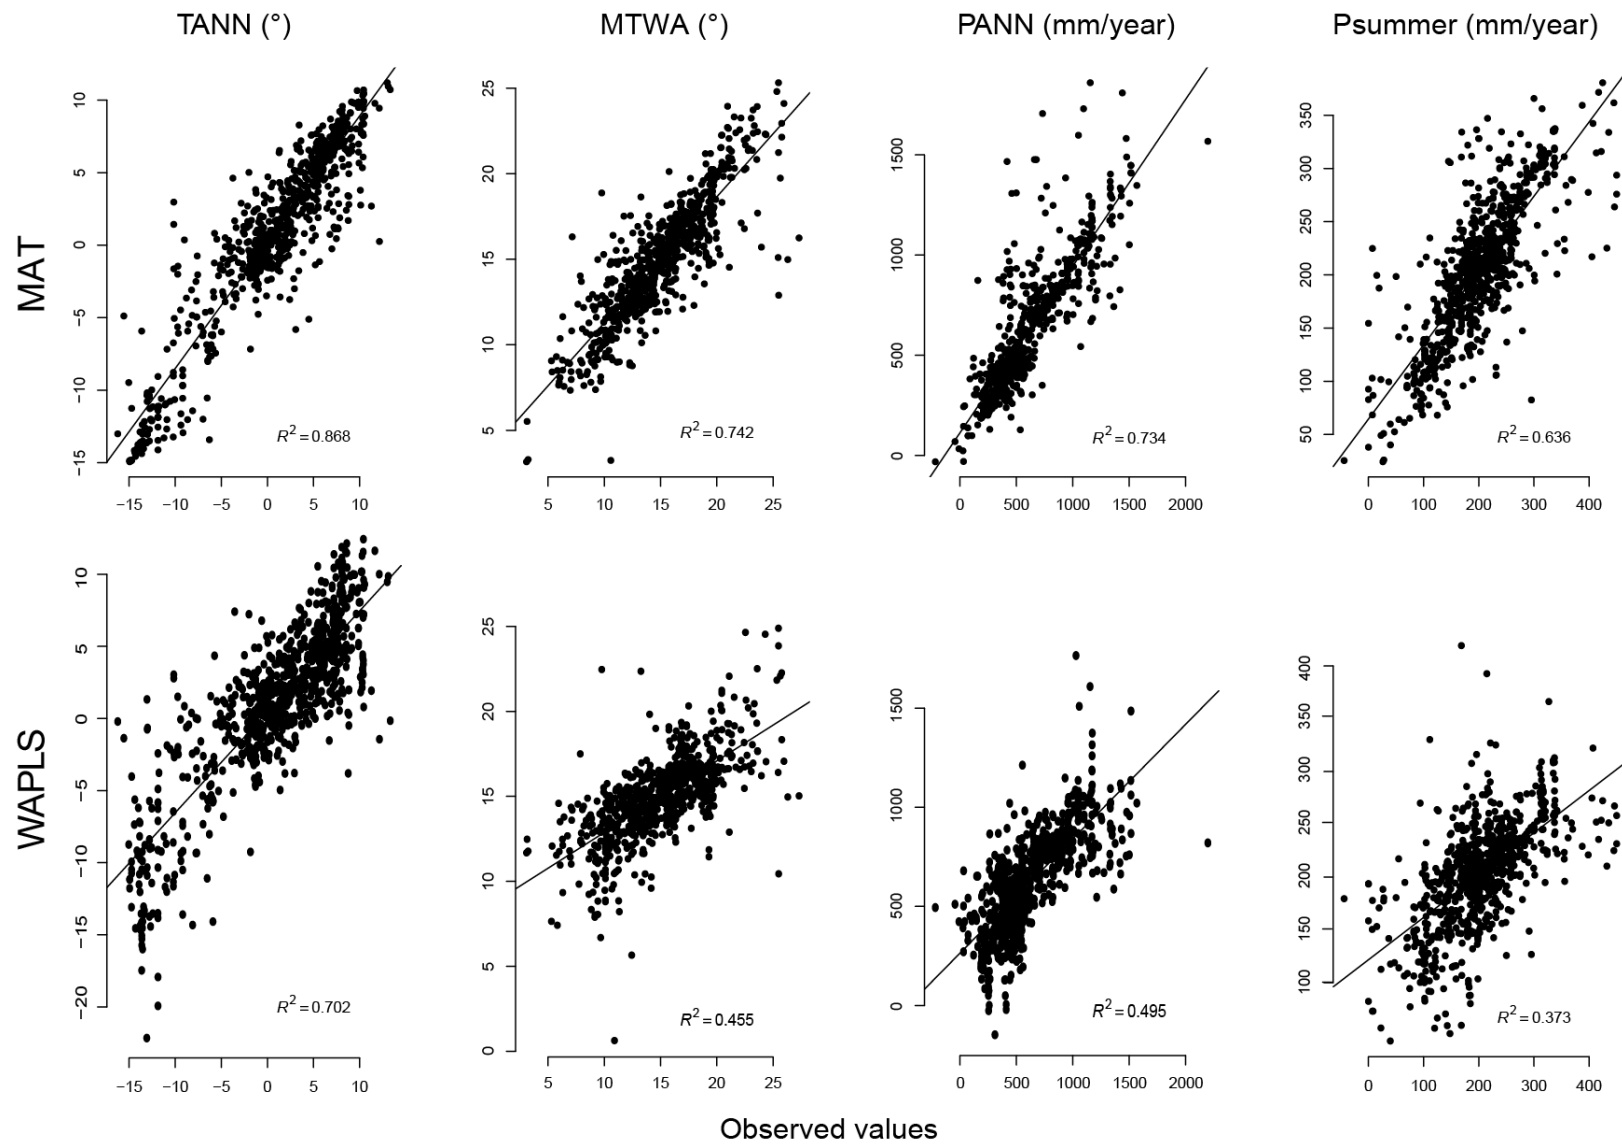 TANN (°) MTWA (°) PANN (mm/year) Psummer (mm/year)
MAT
10
5
0
−5
−10
−15
R² = 0.868
−15 −10 −5 0 5 10
25
20
15
10
5
R² = 0.742
5 10 15 20 25
1500
1000
500
0
R² = 0.734
0 500 1000 1500 2000
350
300
250
200
150
100
50
R² = 0.636
0 100 200 300 400
WAPLS
10
5
0
−5
−10
−15
−20
R² = 0.702
−15 −10 −5 0 5 10
25
20
15
10
5
0
R² = 0.455
5 10 15 20 25
1500
1000
500
0
R² = 0.495
0 500 1000 1500 2000
400
350
300
250
200
150
100
R² = 0.373
0 100 200 300 400
Observed values